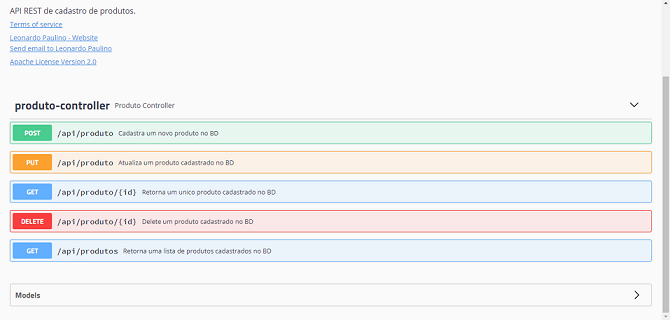 API REST de cadastro de produtos.
Terms of service
Leonardo Paulino - Website
Send email to Leonardo Paulino
Apache License Version 2.0
produto-controller Produto Controller
POST /api/produto Cadastra um novo produto no BD
PUT /api/produto Atualiza um produto cadastrado no BD
GET /api/produto/{id} Retorna um unico produto cadastrado no BD
DELETE /api/produto/{id} Delete um produto cadastrado no BD
GET /api/produtos Retorna uma lista de produtos cadastrados no BD
Models